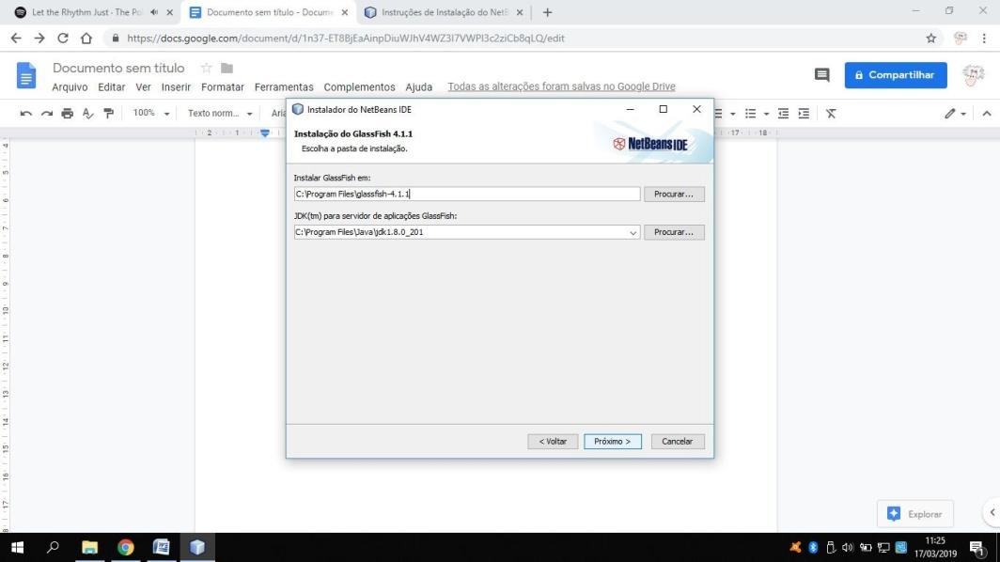 Let the Rhythm Just - The Po
Documento sem título - Docume
Instruções de Instalação do NetB
https://docs.google.com/document/d/1n37-ET8BjEaAinpDiuWJhV4WZ3I7VWPI3c2ziCb8qLQ/edit
Documento sem título
Arquivo Editar Ver Inserir Formatar Ferramentas Complementos Ajuda Todas as alterações foram salvas no Google Drive
Compartilhar
100% Texto norm... Aria
2 1 17 18
Instalador do NetBeans IDE
Instalação do GlassFish 4.1.1
Escolha a pasta de instalação.
NetBeans IDE
Instalar GlassFish em:
C:\Program Files\glassfish-4.1.1
Procurar...
JDK(tm) para servidor de aplicações GlassFish:
C:\Program Files\Java\jdk1.8.0_201
Procurar...
< Voltar Próximo > Cancelar
Explorar
11:25
17/03/2019
1